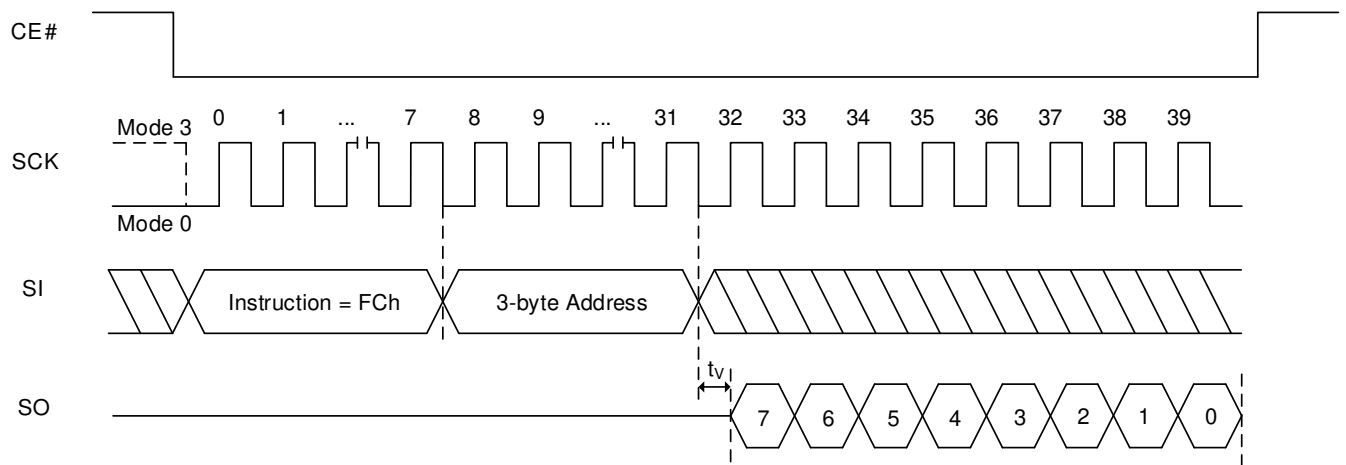 CE#
Mode 3 0 1 ... 7 8 9 ... 31 32 33 34 35 36 37 38 39
SCK
Mode 0
SI Instruction = FCh 3-byte Address
tV
SO 7 6 5 4 3 2 1 0